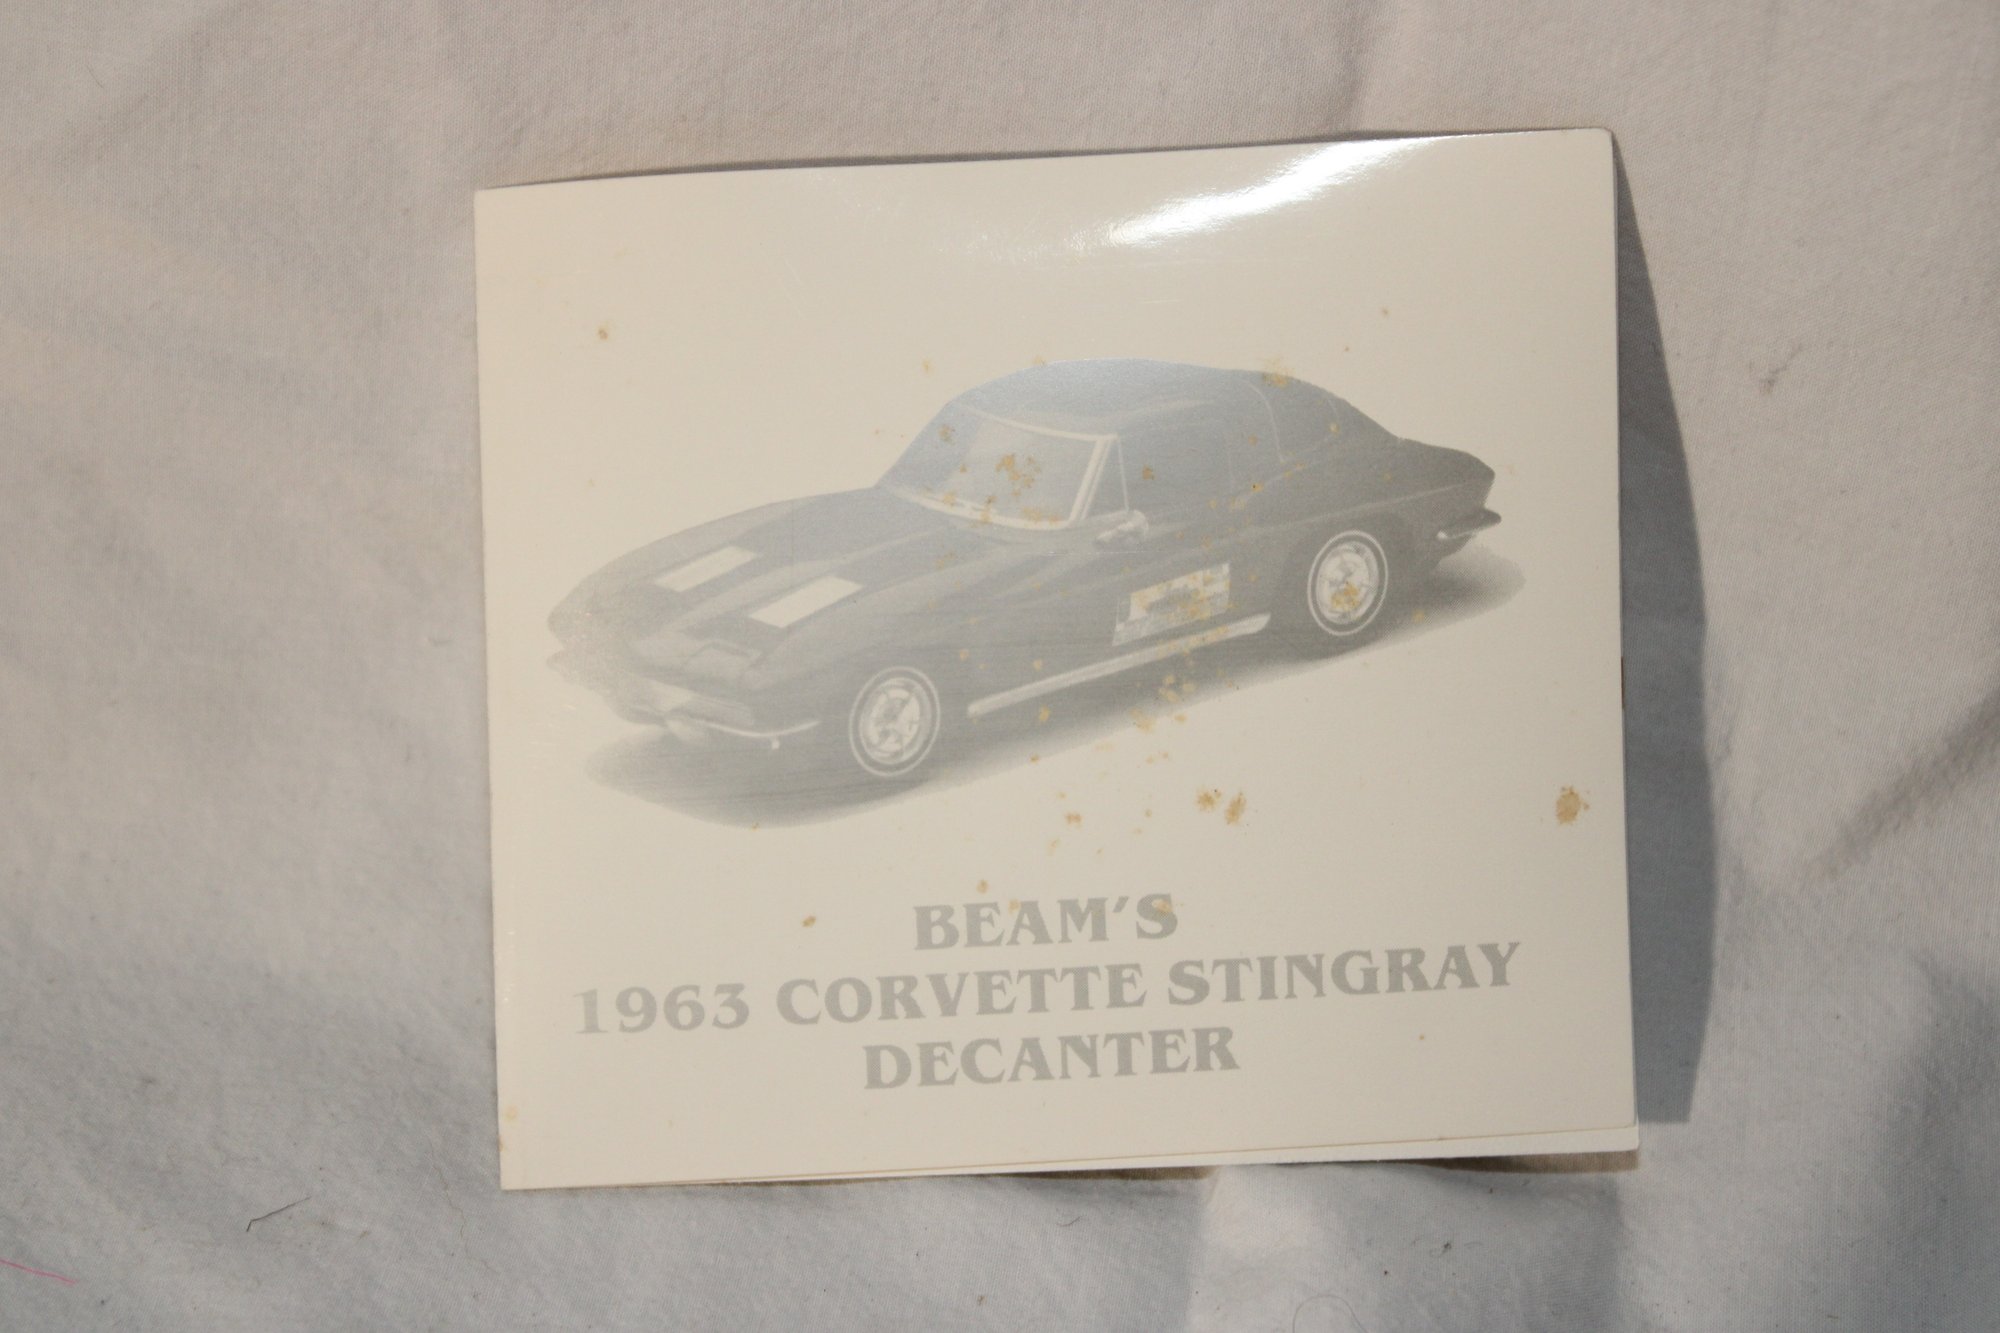 BEAM'S
1963 CORVETTE STINGRAY
DECANTER